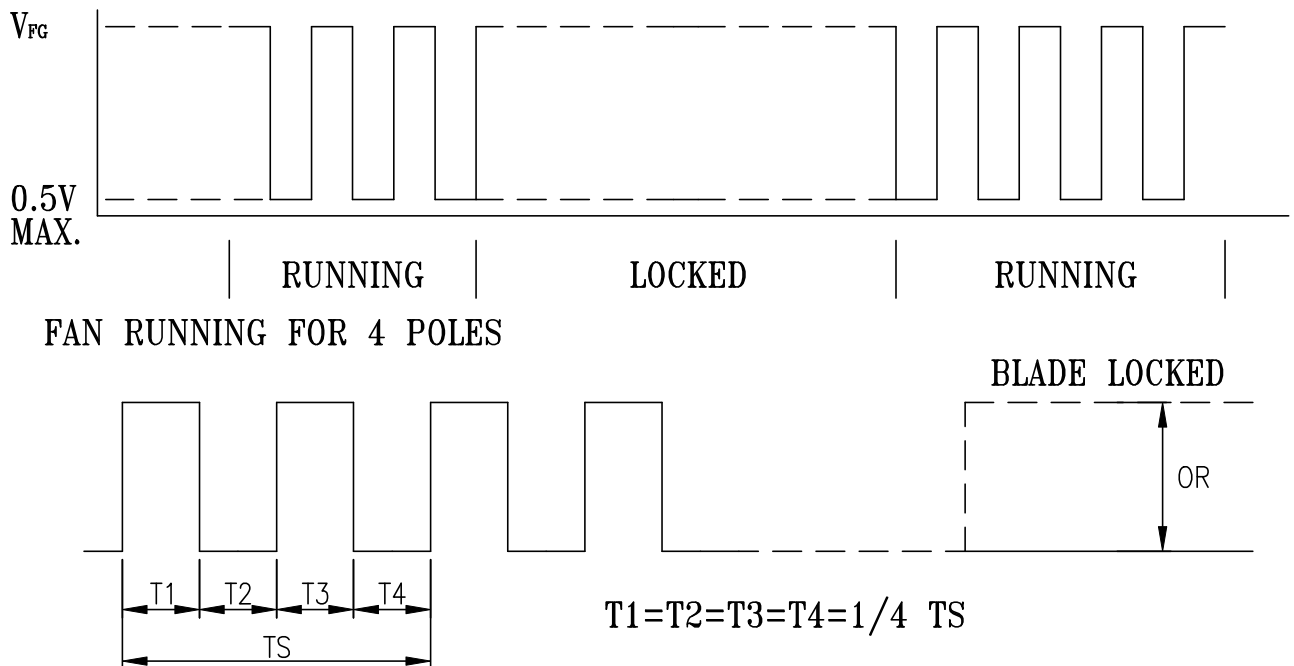 VFG
0.5V
MAX.
RUNNING LOCKED RUNNING
FAN RUNNING FOR 4 POLES
BLADE LOCKED
OR
T1 T2 T3 T4
T1=T2=T3=T4=1/4 TS
TS